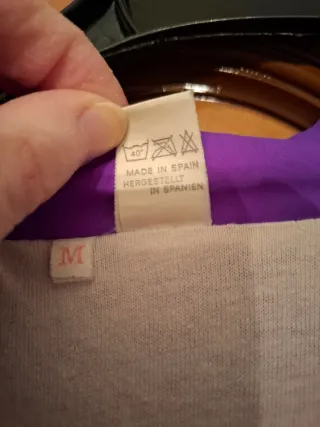 40°
MADE IN SPAIN
HERGESTELLT
IN SPANIEN
M